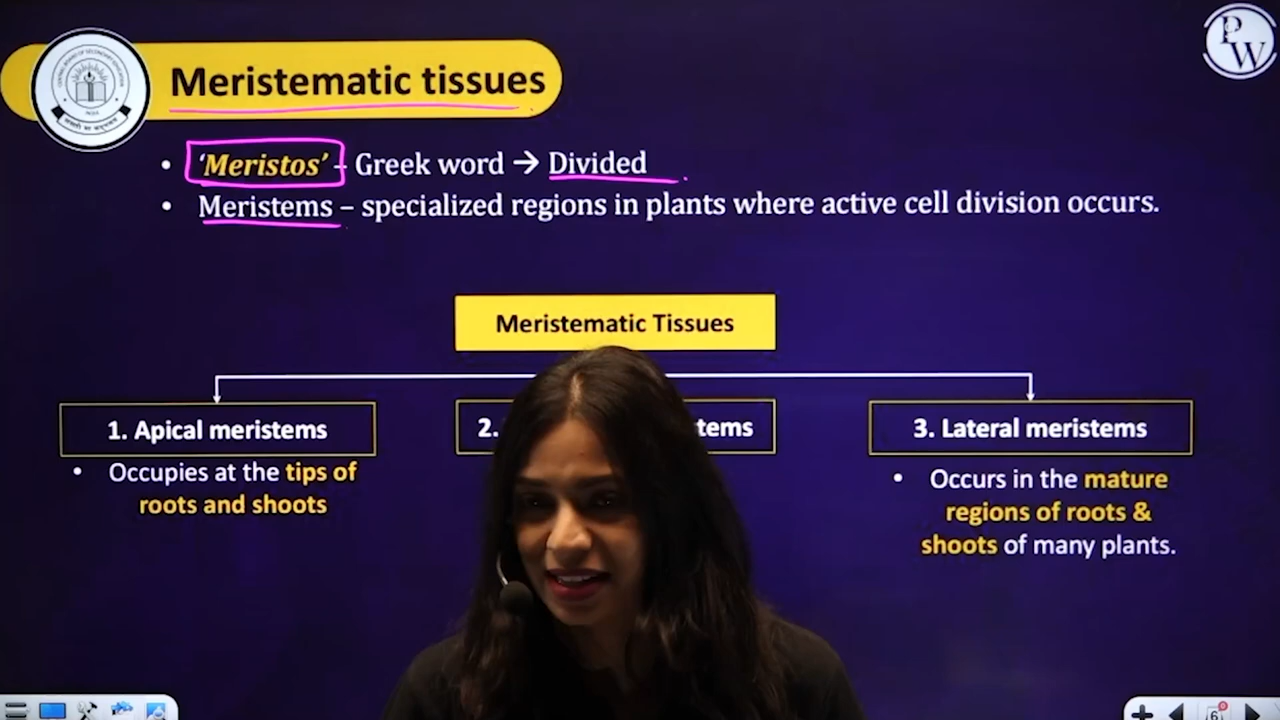 Meristematic tissues
PW
• 'Meristos' – Greek word → Divided
• Meristems – specialized regions in plants where active cell division occurs.
Meristematic Tissues
1. Apical meristems
2. tems
3. Lateral meristems
• Occupies at the tips of
roots and shoots
• Occurs in the mature
regions of roots &
shoots of many plants.
6